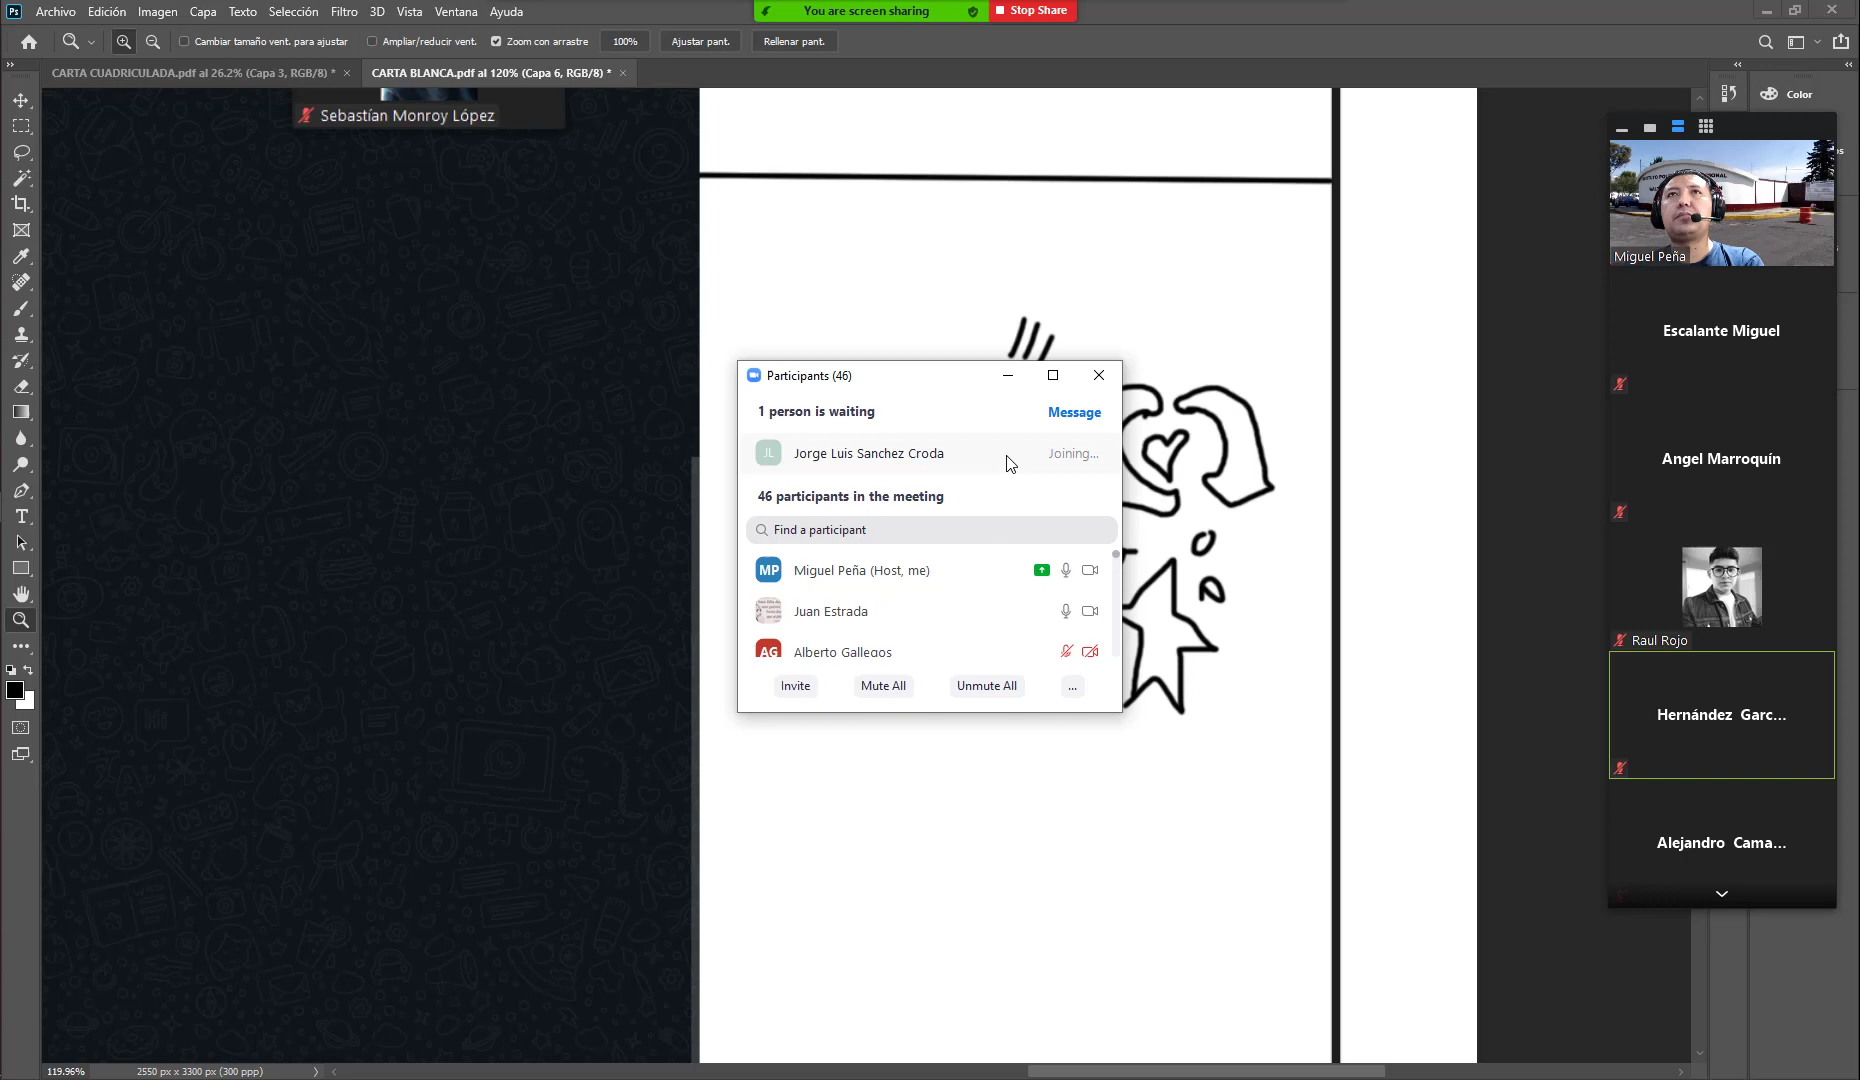 Ps Archivo Edición Imagen Capa Texto Selección Filtro 3D Vista Ventana Ayuda
You are screen sharing Stop Share
Cambiar tamaño vent. para ajustar Ampliar/reducir vent. Zoom con arrastre 100% Ajustar pant. Rellenar pant.
CARTA CUADRICULADA.pdf al 26.2% (Capa 3, RGB/8) * CARTA BLANCA.pdf al 120% (Capa 6, RGB/8) *
Color
Sebastían Monroy López
Miguel Peña
Escalante Miguel
Participants (46)
1 person is waiting Message
JL Jorge Luis Sanchez Croda Joining...
46 participants in the meeting
Find a participant
MP Miguel Peña (Host, me)
Juan Estrada
AG Alberto Gallegos
Invite Mute All Unmute All ...
Angel Marroquín
Raul Rojo
Hernández Garc...
Alejandro Cama...
119.96% 2550 px x 3300 px (300 ppp)